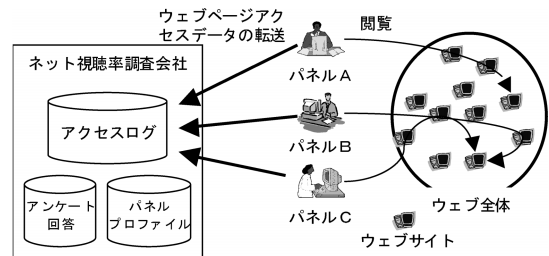 ウェブページアク
セスデータの転送
閲覧
ネット視聴率調査会社
パネルA
アクセスログ
パネルB
アンケート
回答
パネル
プロファイル
パネルC
ウェブ全体
ウェブサイト